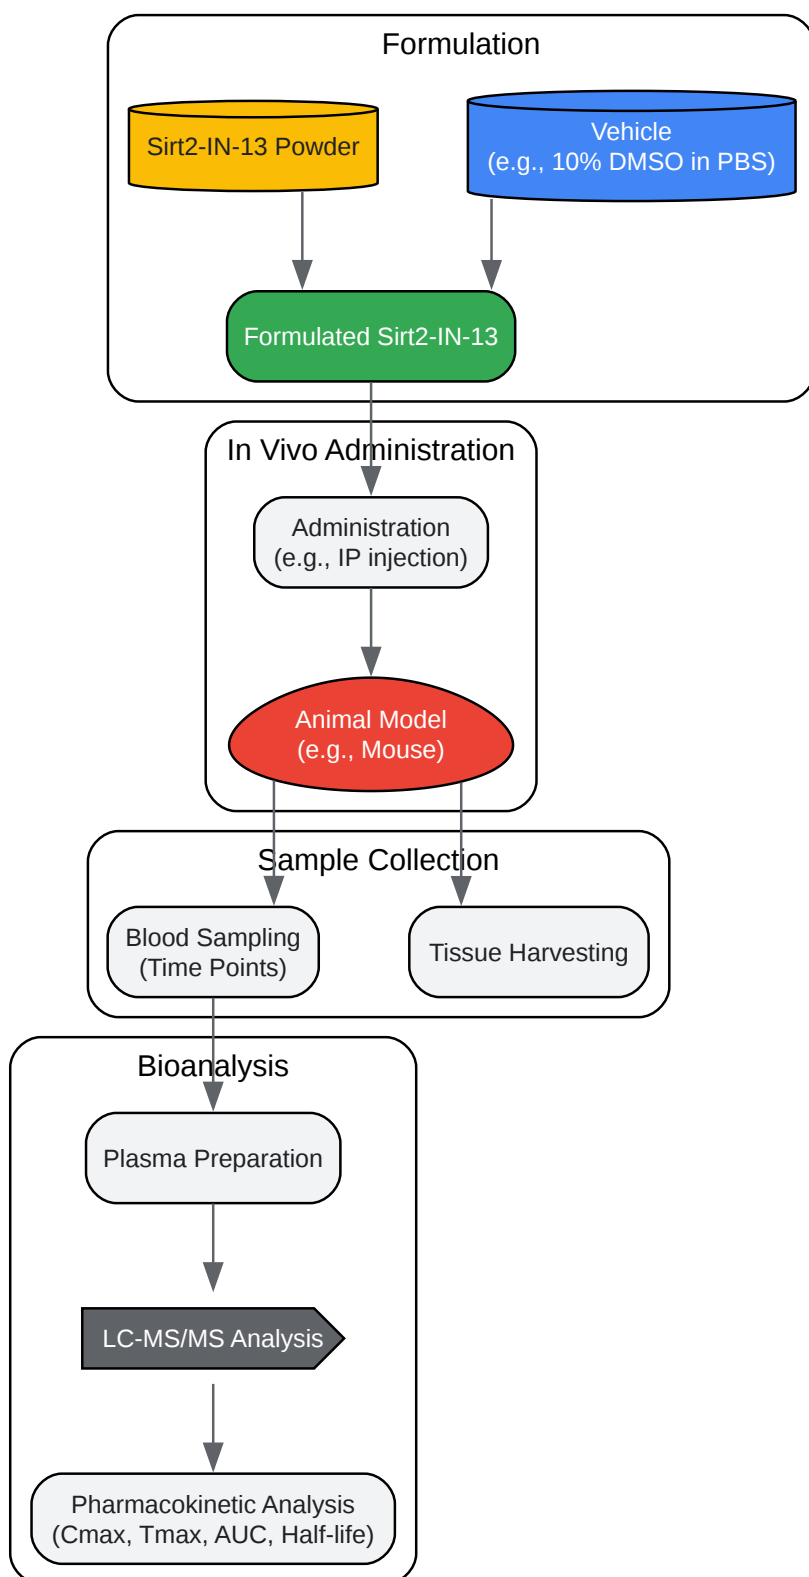 Formulation
Sirt2-IN-13 Powder
Vehicle
(e.g., 10% DMSO in PBS)
Formulated Sirt2-IN-13
In Vivo Administration
Administration
(e.g., IP injection)
Animal Model
(e.g., Mouse)
Sample Collection
Blood Sampling
(Time Points)
Tissue Harvesting
Bioanalysis
Plasma Preparation
LC-MS/MS Analysis
Pharmacokinetic Analysis
(Cmax, Tmax, AUC, Half-life)